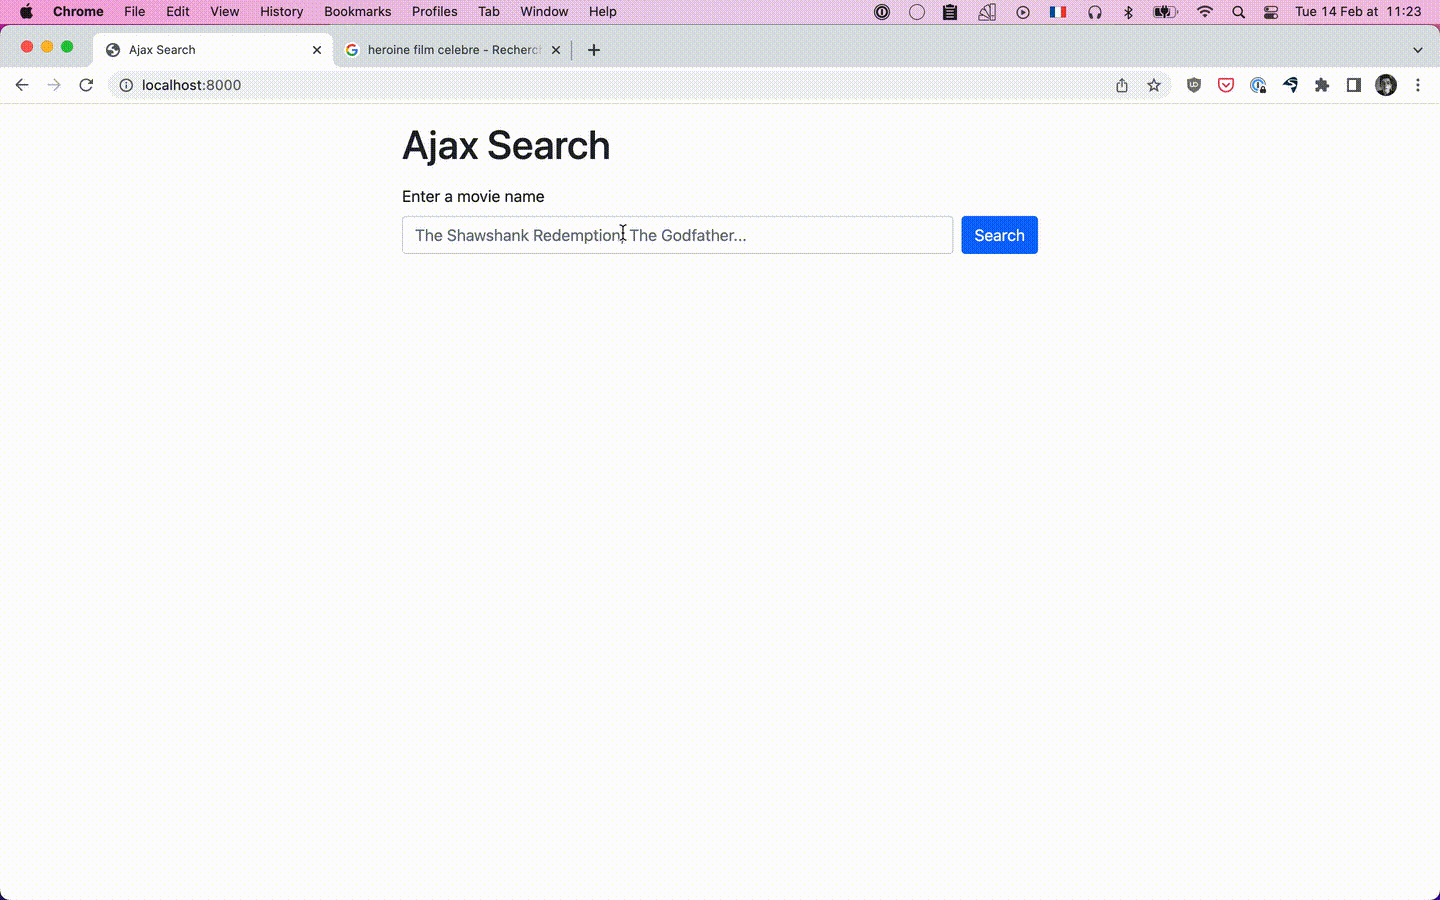 Chrome File Edit View History Bookmarks Profiles Tab Window Help Tue 14 Feb at 11:23
Ajax Search heroine film celebre - Recherc
localhost:8000
Ajax Search
Enter a movie name
The Shawshank Redemption, The Godfather...
Search